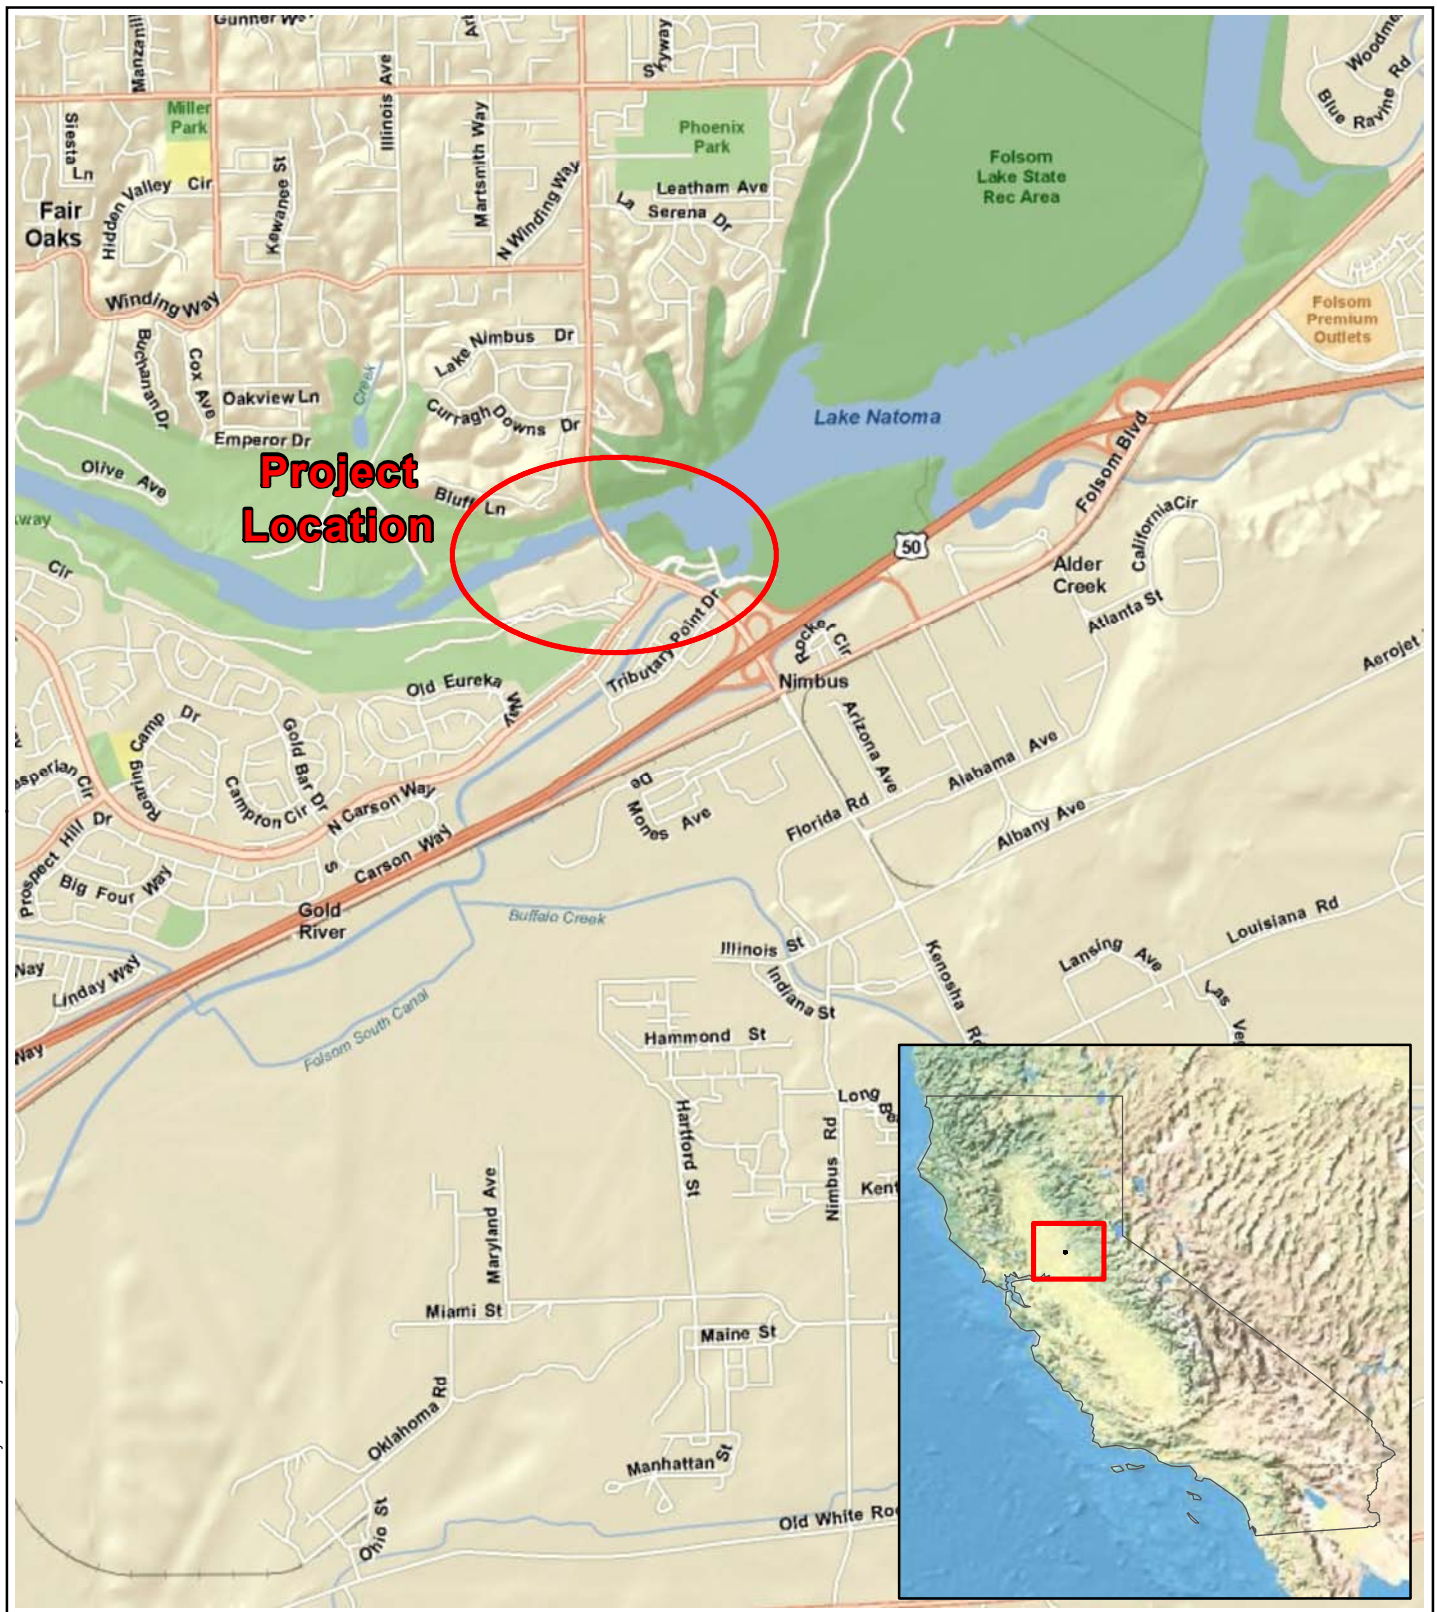 Gunner Way
Manzani
Illinois Ave
Art
Skyway
Woodme
Blue Ravine Rd
Siesta
Ln
Miller
Park
Phoenix
Park
Folsom
Lake State
Rec Area
Martsmith Way
N Winding Way
Kewanee St
Hidden Valley Cir
Leatham Ave
La Serena Dr
Fair
Oaks
Winding Way
Buchanan Dr
Cox Ave
Lake Nimbus Dr
Folsom
Premium
Outlets
Oakview Ln
Creek
Curragh Downs Dr
Lake Natoma
Emperor Dr
Olive Ave
Project
Location
Bluff Ln
Folsom Blvd
California Cir
kway
50
Cir
Alder
Creek
Atlanta St
Tributary Point Dr
Rocket Cir
Aerojet
Old Eureka Way
Nimbus
Camp Dr
Roaring
Gold Bar Dr
Arizona Ave
Alabama Ave
esperian Cir
Campton Cir
N Carson Way
De
Mones Ave
Florida Rd
Albany Ave
Prospect Hill Dr
S
Carson Way
Big Four Way
Gold
River
Buffalo Creek
Illinois St
Louisiana Rd
Lansing Ave
Way
Linday Way
Indiana St
Kenosha Rd
Las Veg
Folsom South Canal
Hammond St
Way
Long
Bea
Hartford St
Nimbus Rd
Maryland Ave
Kent
Miami St
Maine St
Oklahoma Rd
Manhattan St
Ohio St
Old White Ro